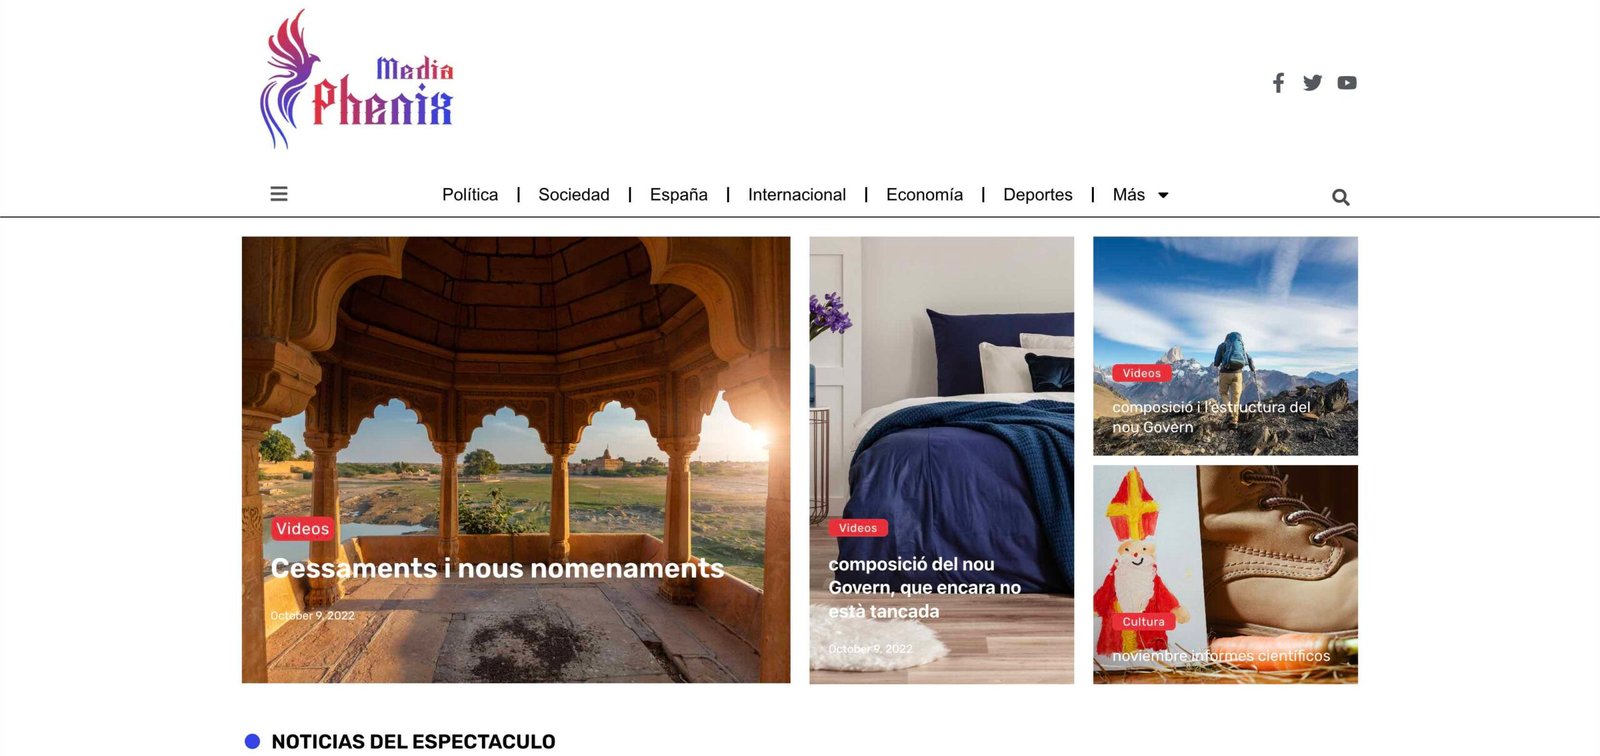 Media
Phenix
Política | Sociedad | España | Internacional | Economía | Deportes | Más
Videos
Cessaments i nous nomenaments
October 9, 2022
Videos
composició del nou
Govern, que encara no
està tancada
October 9, 2022
Videos
composició i l'estructura del
nou Govern
Cultura
noviembre informes científicos
NOTICIAS DEL ESPECTACULO